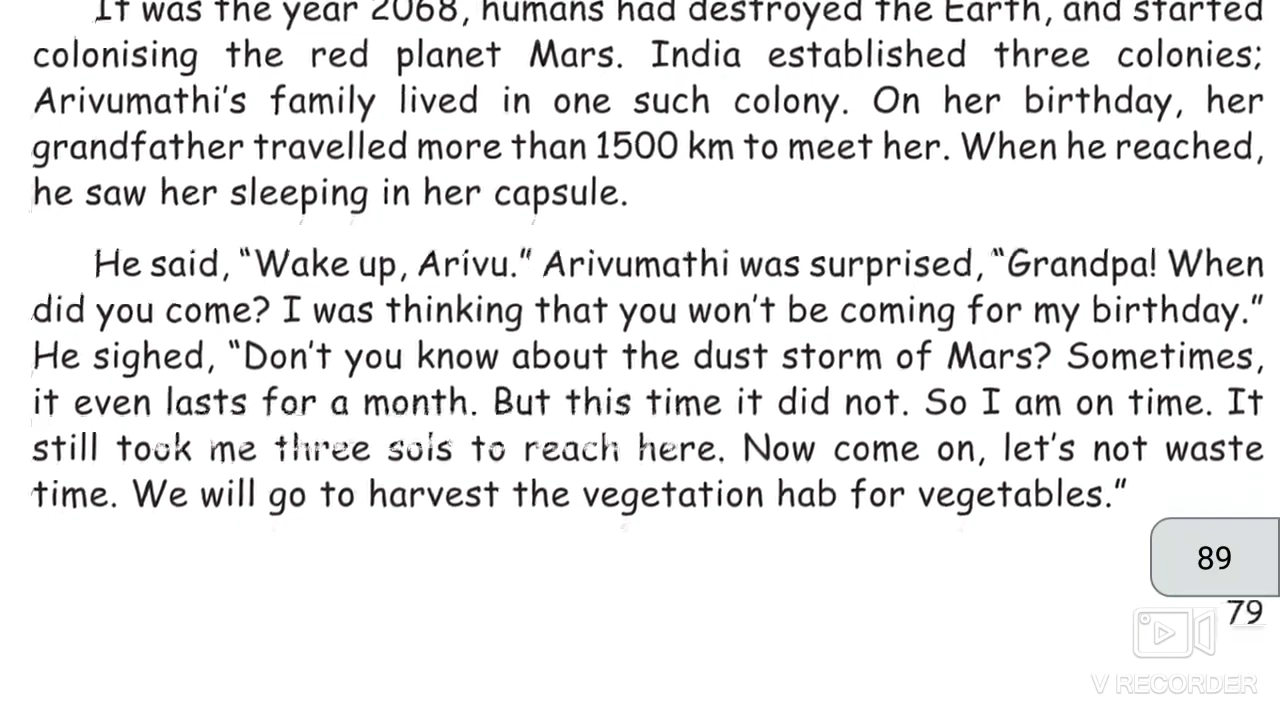 It was the year 2068, humans had destroyed the Earth, and started
colonising the red planet Mars. India established three colonies;
Arivumathi's family lived in one such colony. On her birthday, her
grandfather travelled more than 1500 km to meet her. When he reached,
he saw her sleeping in her capsule.
He said, "Wake up, Arivu." Arivumathi was surprised, "Grandpa! When
did you come? I was thinking that you won't be coming for my birthday."
He sighed, "Don't you know about the dust storm of Mars? Sometimes,
it even lasts for a month. But this time it did not. So I am on time. It
still took me three sols to reach here. Now come on, let's not waste
time. We will go to harvest the vegetation hab for vegetables."
89
79
V RECORDER